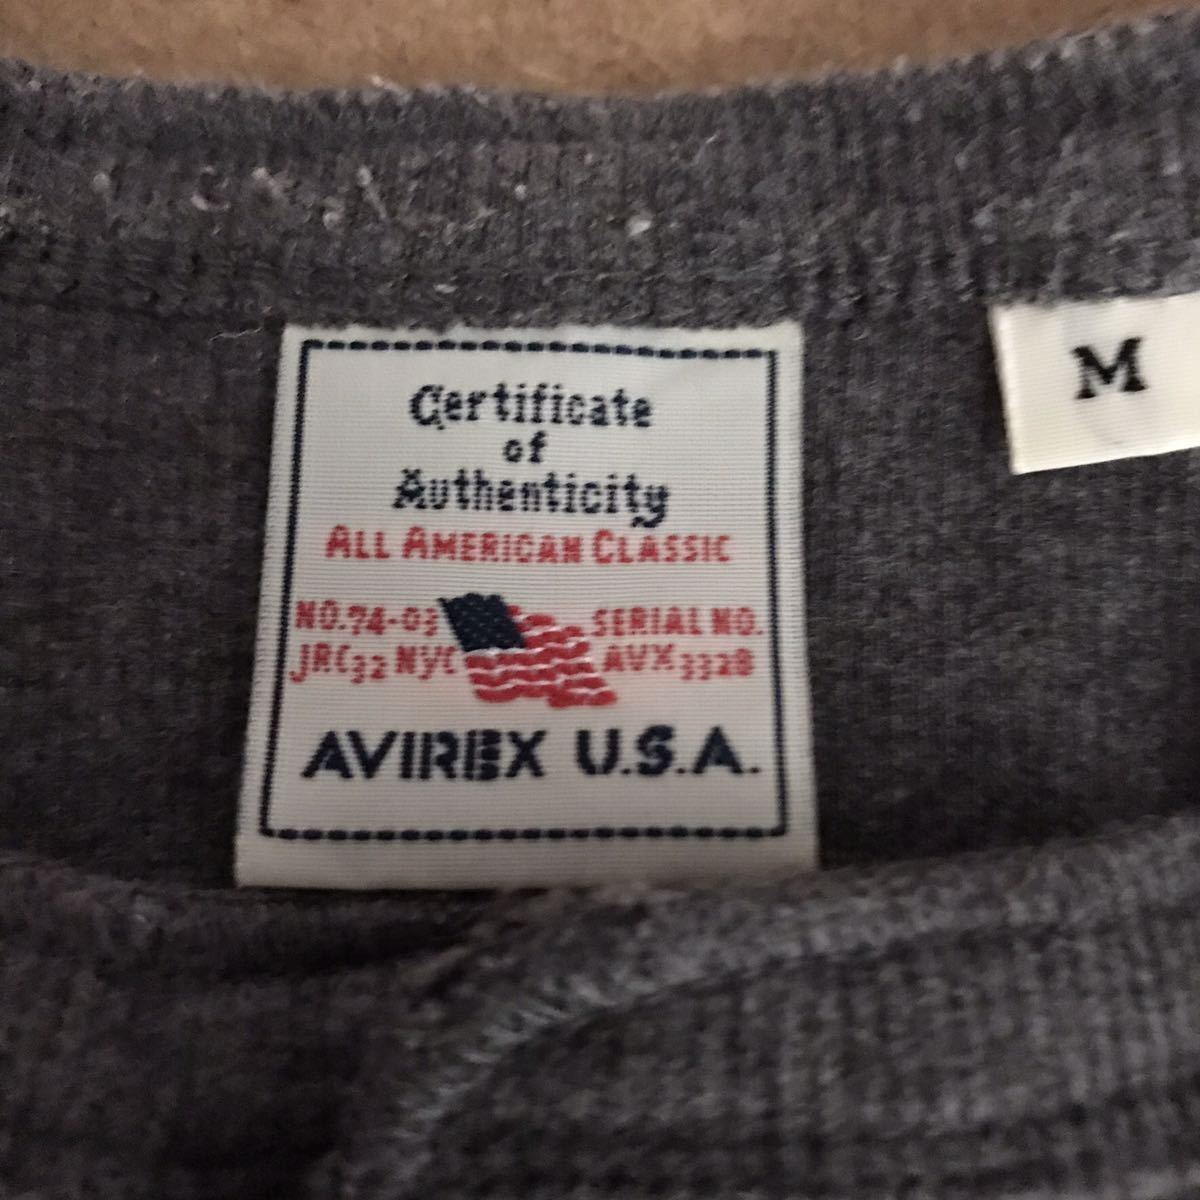 Certificate
of
Authenticity
ALL AMERICAN CLASSIC
NO.74-03 SERIAL NO.
JRC32 NYC AVX3328
AVIREX U.S.A.
M